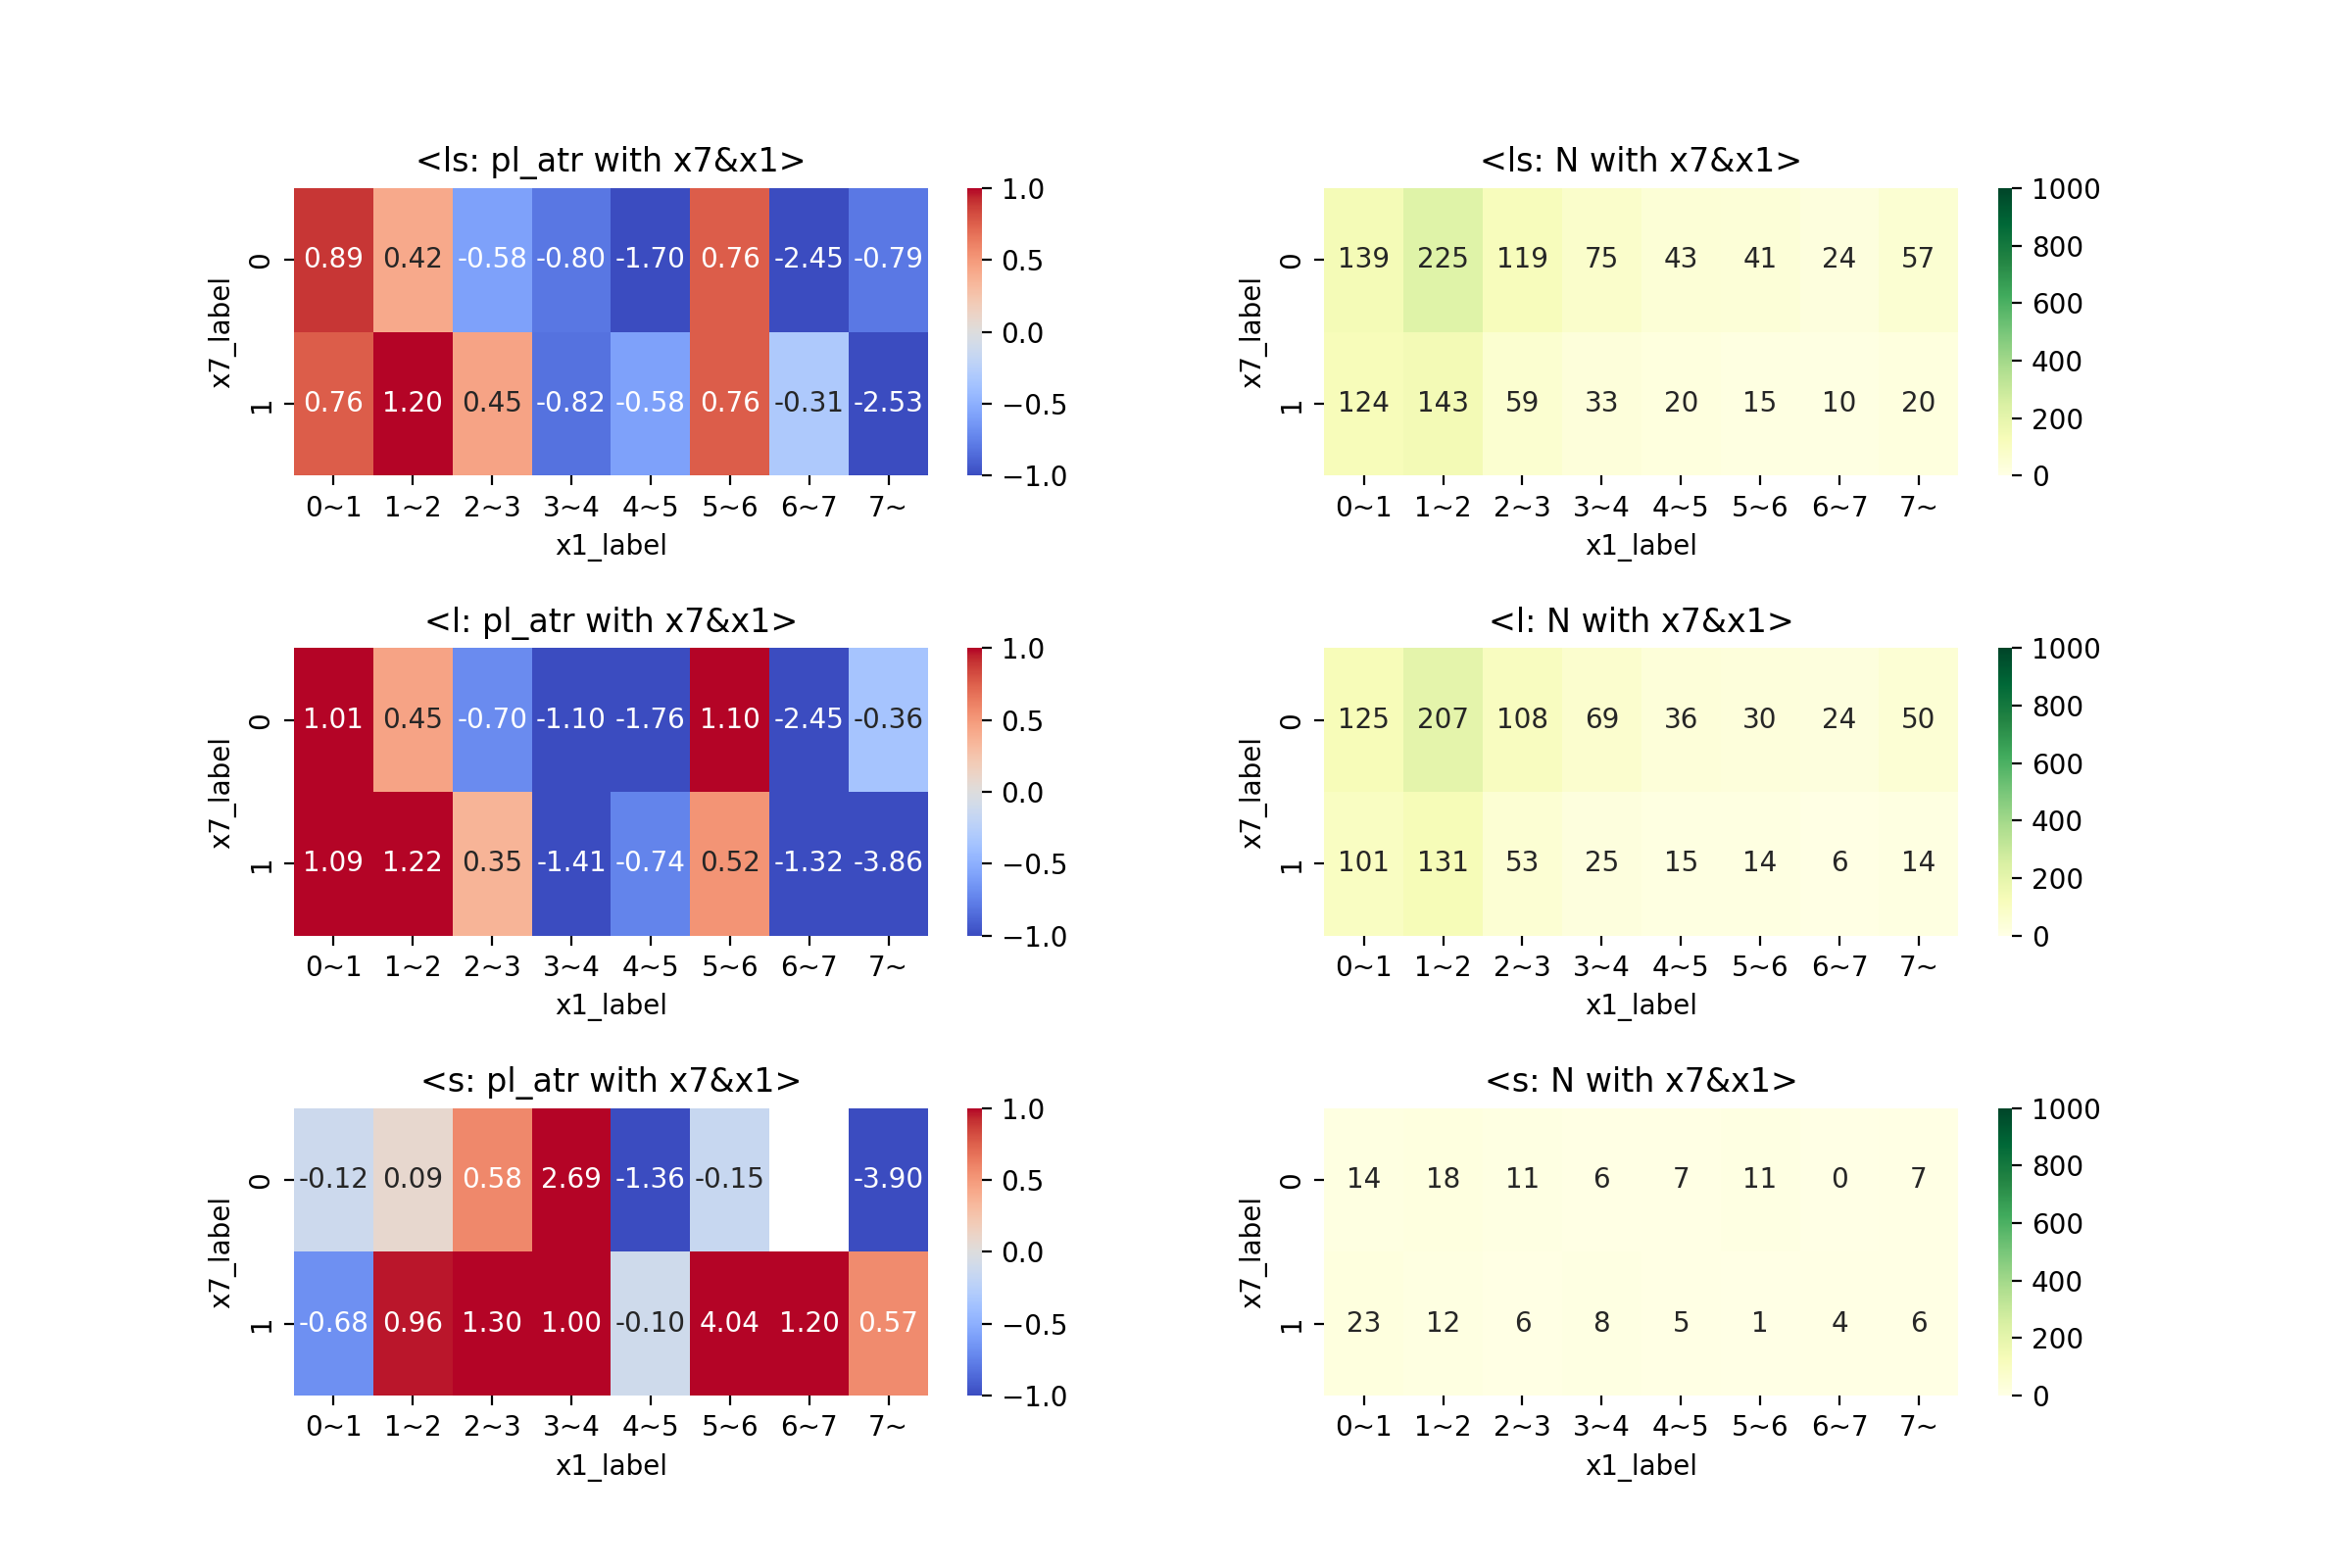 <ls: pl_atr with x7&x1>
1.0
0.5
0.0
−0.5
−1.0
x7_label
0
1
0.89 0.42 -0.58 -0.80 -1.70 0.76 -2.45 -0.79
0.76 1.20 0.45 -0.82 -0.58 0.76 -0.31 -2.53
0~1 1~2 2~3 3~4 4~5 5~6 6~7 7~
x1_label
<ls: N with x7&x1>
1000
800
600
400
200
0
x7_label
0
1
139 225 119 75 43 41 24 57
124 143 59 33 20 15 10 20
0~1 1~2 2~3 3~4 4~5 5~6 6~7 7~
x1_label
<l: pl_atr with x7&x1>
1.0
0.5
0.0
−0.5
−1.0
x7_label
0
1
1.01 0.45 -0.70 -1.10 -1.76 1.10 -2.45 -0.36
1.09 1.22 0.35 -1.41 -0.74 0.52 -1.32 -3.86
0~1 1~2 2~3 3~4 4~5 5~6 6~7 7~
x1_label
<l: N with x7&x1>
1000
800
600
400
200
0
x7_label
0
1
125 207 108 69 36 30 24 50
101 131 53 25 15 14 6 14
0~1 1~2 2~3 3~4 4~5 5~6 6~7 7~
x1_label
<s: pl_atr with x7&x1>
1.0
0.5
0.0
−0.5
−1.0
x7_label
0
1
-0.12 0.09 0.58 2.69 -1.36 -0.15 -3.90
-0.68 0.96 1.30 1.00 -0.10 4.04 1.20 0.57
0~1 1~2 2~3 3~4 4~5 5~6 6~7 7~
x1_label
<s: N with x7&x1>
1000
800
600
400
200
0
x7_label
0
1
14 18 11 6 7 11 0 7
23 12 6 8 5 1 4 6
0~1 1~2 2~3 3~4 4~5 5~6 6~7 7~
x1_label